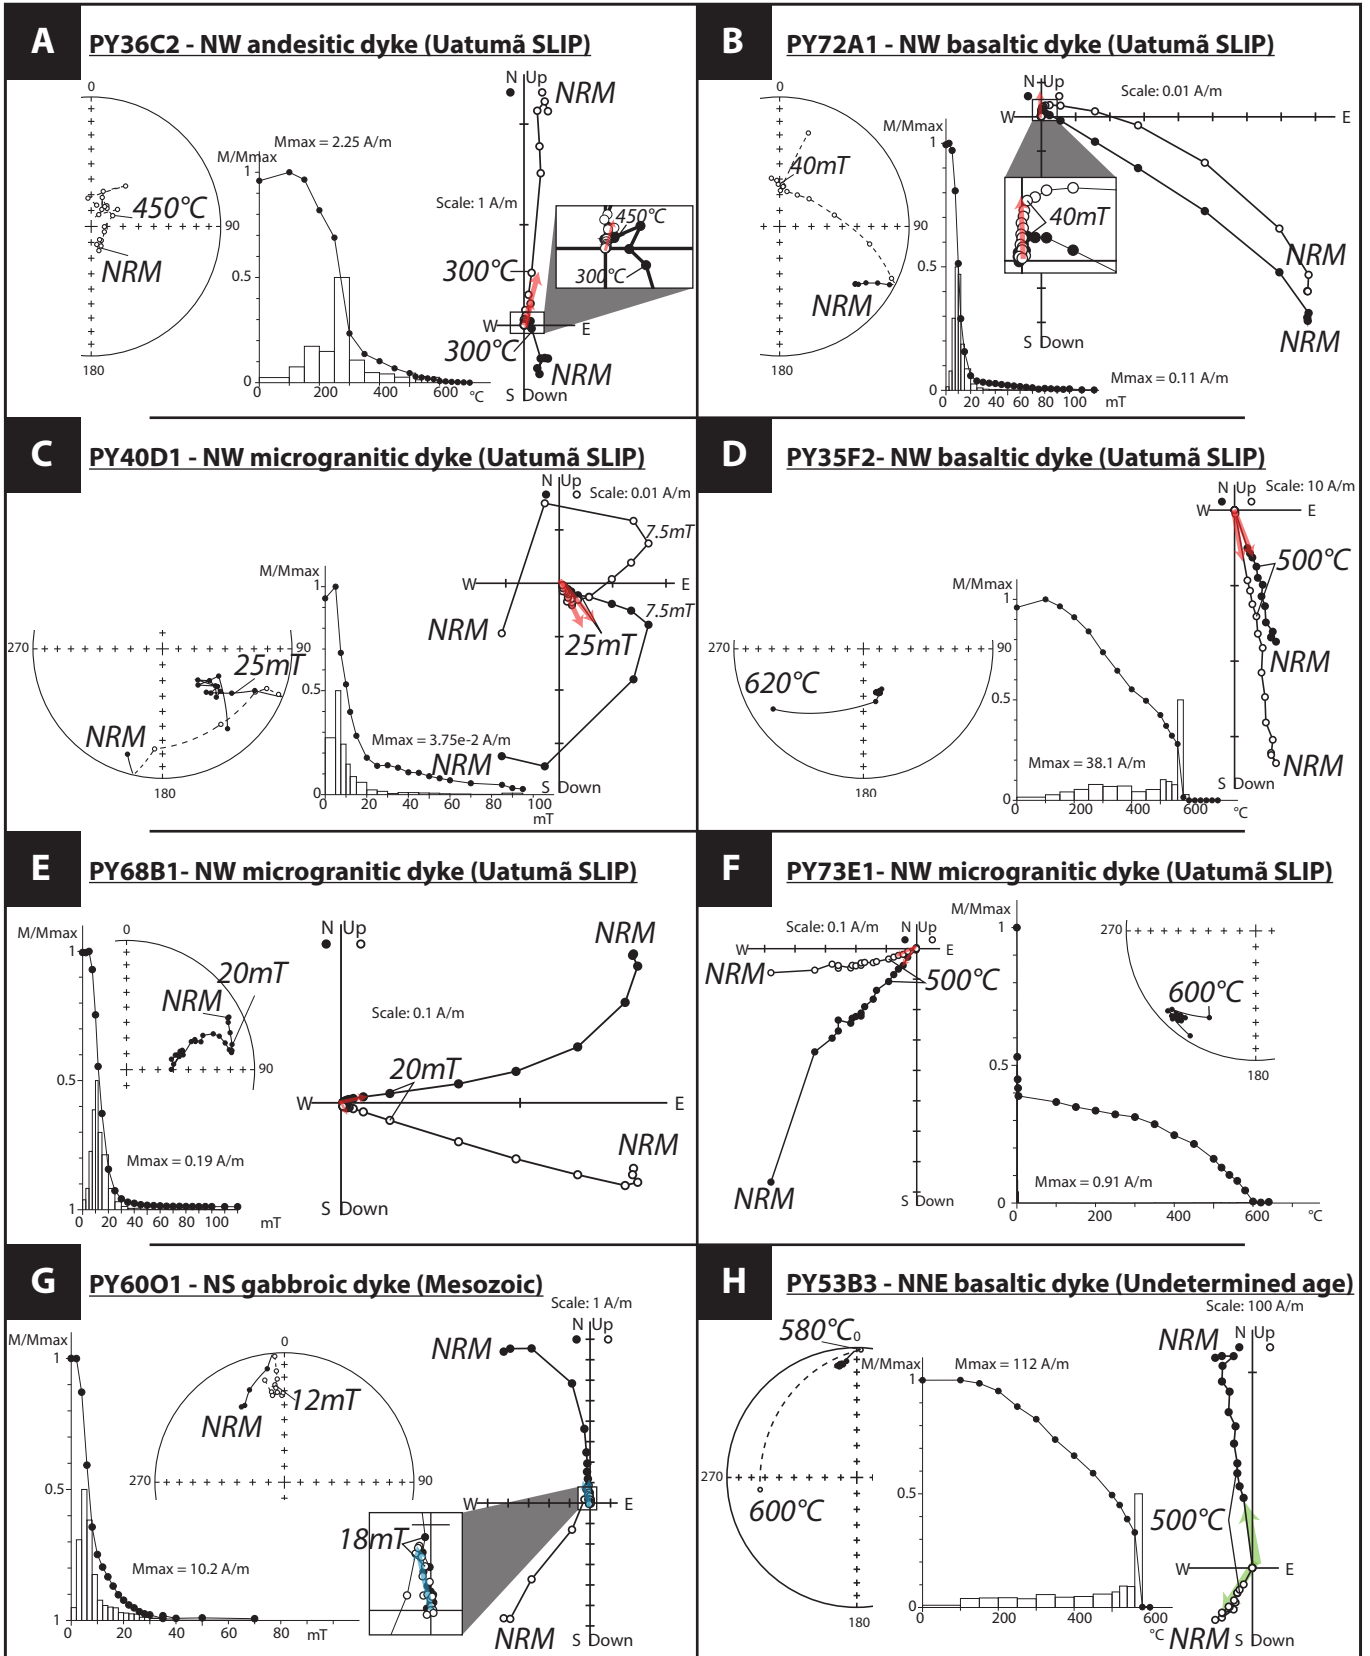 A
PY36C2 - NW andesitic dyke (Uatumã SLIP)
0
450°C
90
NRM
180
Mmax = 2.25 A/m
M/Mmax
1
0.5
0
0
200
400
600
°C
N Up
NRM
Scale: 1 A/m
300°C
450°C
300°C
W
E
300°C
NRM
S Down
B
PY72A1 - NW basaltic dyke (Uatumã SLIP)
0
40mT
90
NRM
180
M/Mmax
1
0.5
0
0
20
40
60
80
100
mT
Mmax = 0.11 A/m
N Up
Scale: 0.01 A/m
W
E
40mT
NRM
NRM
S Down
C
PY40D1 - NW microgranitic dyke (Uatumã SLIP)
270
90
25mT
NRM
180
M/Mmax
1
0.5
0
0
20
40
60
80
100
mT
Mmax = 3.75e-2 A/m
N Up
Scale: 0.01 A/m
7.5mT
W
E
7.5mT
NRM
25mT
NRM
S Down
D
PY35F2- NW basaltic dyke (Uatumã SLIP)
270
90
620°C
180
M/Mmax
1
0.5
0
0
200
400
600
°C
Mmax = 38.1 A/m
N Up
Scale: 10 A/m
W
E
500°C
NRM
NRM
S Down
E
PY68B1- NW microgranitic dyke (Uatumã SLIP)
M/Mmax
1
0.5
1
0
20
40
60
80
100
mT
Mmax = 0.19 A/m
0
20mT
NRM
90
N Up
NRM
Scale: 0.1 A/m
20mT
W
E
NRM
S Down
F
PY73E1- NW microgranitic dyke (Uatumã SLIP)
Scale: 0.1 A/m
N Up
W
E
NRM
500°C
NRM
S Down
M/Mmax
1
0.5
0
0
200
400
600
°C
Mmax = 0.91 A/m
270
600°C
180
G
PY60O1 - NS gabbroic dyke (Mesozoic)
M/Mmax
1
0.5
1
0
20
40
60
80
mT
Mmax = 10.2 A/m
0
12mT
NRM
270
90
Scale: 1 A/m
N Up
NRM
W
E
18mT
NRM
S Down
H
PY53B3 - NNE basaltic dyke (Undetermined age)
580°C
0
270
600°C
180
M/Mmax
1
0.5
0
0
200
400
600
°C
Mmax = 112 A/m
Scale: 100 A/m
NRM
N Up
500°C
W
E
NRM
S Down